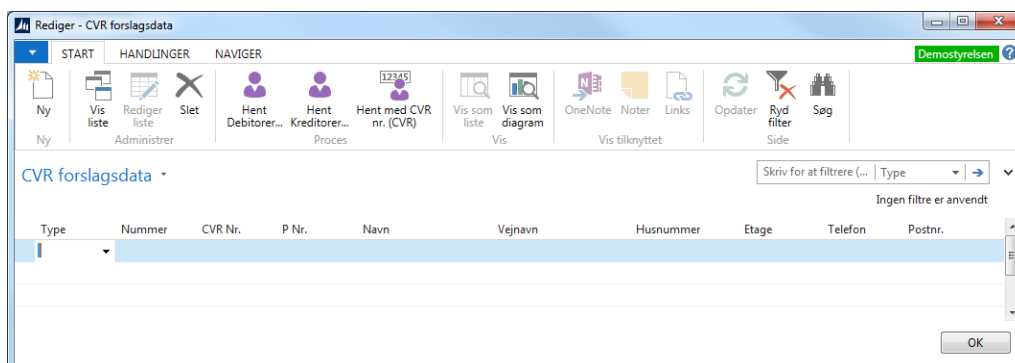 Rediger - CVR forslagsdata
START HANDLINGER NAVIGER Demostyrelsen ?
Ny Vis liste Rediger liste Slet Hent Debitorer... Hent Kreditorer... 12345 Hent med CVR nr. (CVR) Vis som liste Vis som diagram OneNote Noter Links Opdater Ryd filter Søg
Ny Administrer Proces Vis Vis tilknyttet Side
CVR forslagsdata Skriv for at filtrere (... Type
Ingen filtre er anvendt
Type Nummer CVR Nr. P Nr. Navn Vejnavn Husnummer Etage Telefon Postnr.
OK